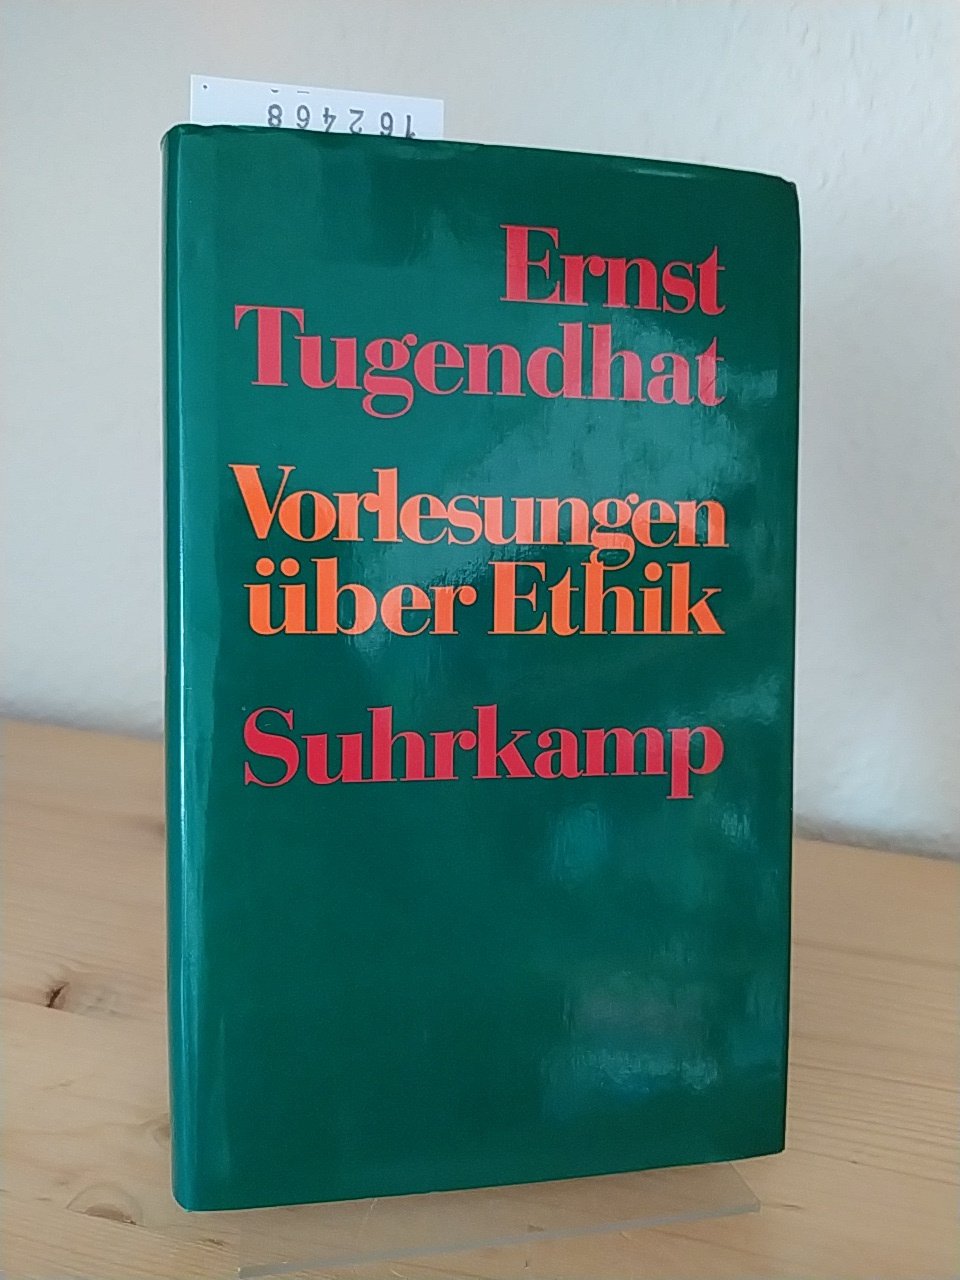 162468
Ernst
Tugendhat
Vorlesungen
über Ethik
Suhrkamp